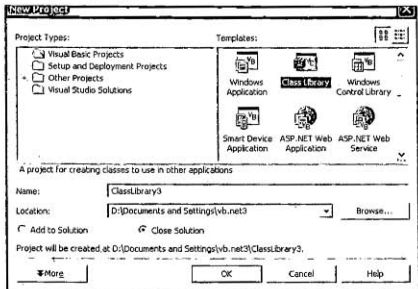 New Project
Project Types:
Templates:
Visual Basic Projects
Setup and Deployment Projects
Other Projects
Visual Studio Solutions
Windows Application
Class Library
Windows Control Library
Smart Device Application
ASP.NET Web Application
ASP.NET Web Service
A project for creating classes to use in other applications
Name:
ClassLibrary3
Location:
D:\Documents and Settings\vb.net3
Browse...
Add to Solution
Close Solution
Project will be created at D:\Documents and Settings\vb.net3\ClassLibrary3.
More
OK
Cancel
Help